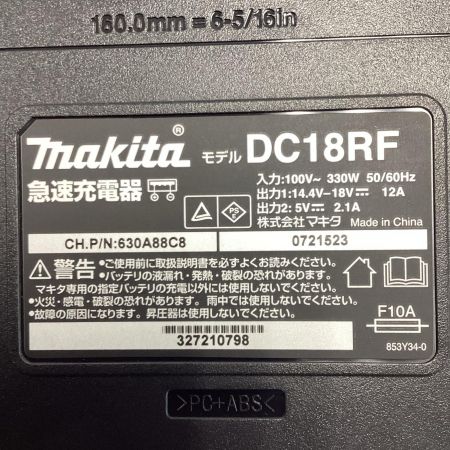 160.0mm = 6-5/16in
makita® モデル DC18RF
急速充電器
入力:100V~ 330W 50/60Hz
出力1:14.4V-18V⎓ 12A
出力2: 5V⎓ 2.1A
株式会社マキタ Made in China
PS E
CH.P/N:630A88C8
0721523
警告 ●ご使用前に取扱説明書を必ずよくお読みください。
●バッテリの液漏れ・発熱・破裂の恐れがあります。
マキタ専用の指定バッテリの充電以外には使用しないでください。
●火災・感電・破裂の恐れあり。雨中では使用しないでください。
●故障の原因に。昇圧器は使用しないでください。
F10A
327210798
853Y34-0
>PC+ABS<